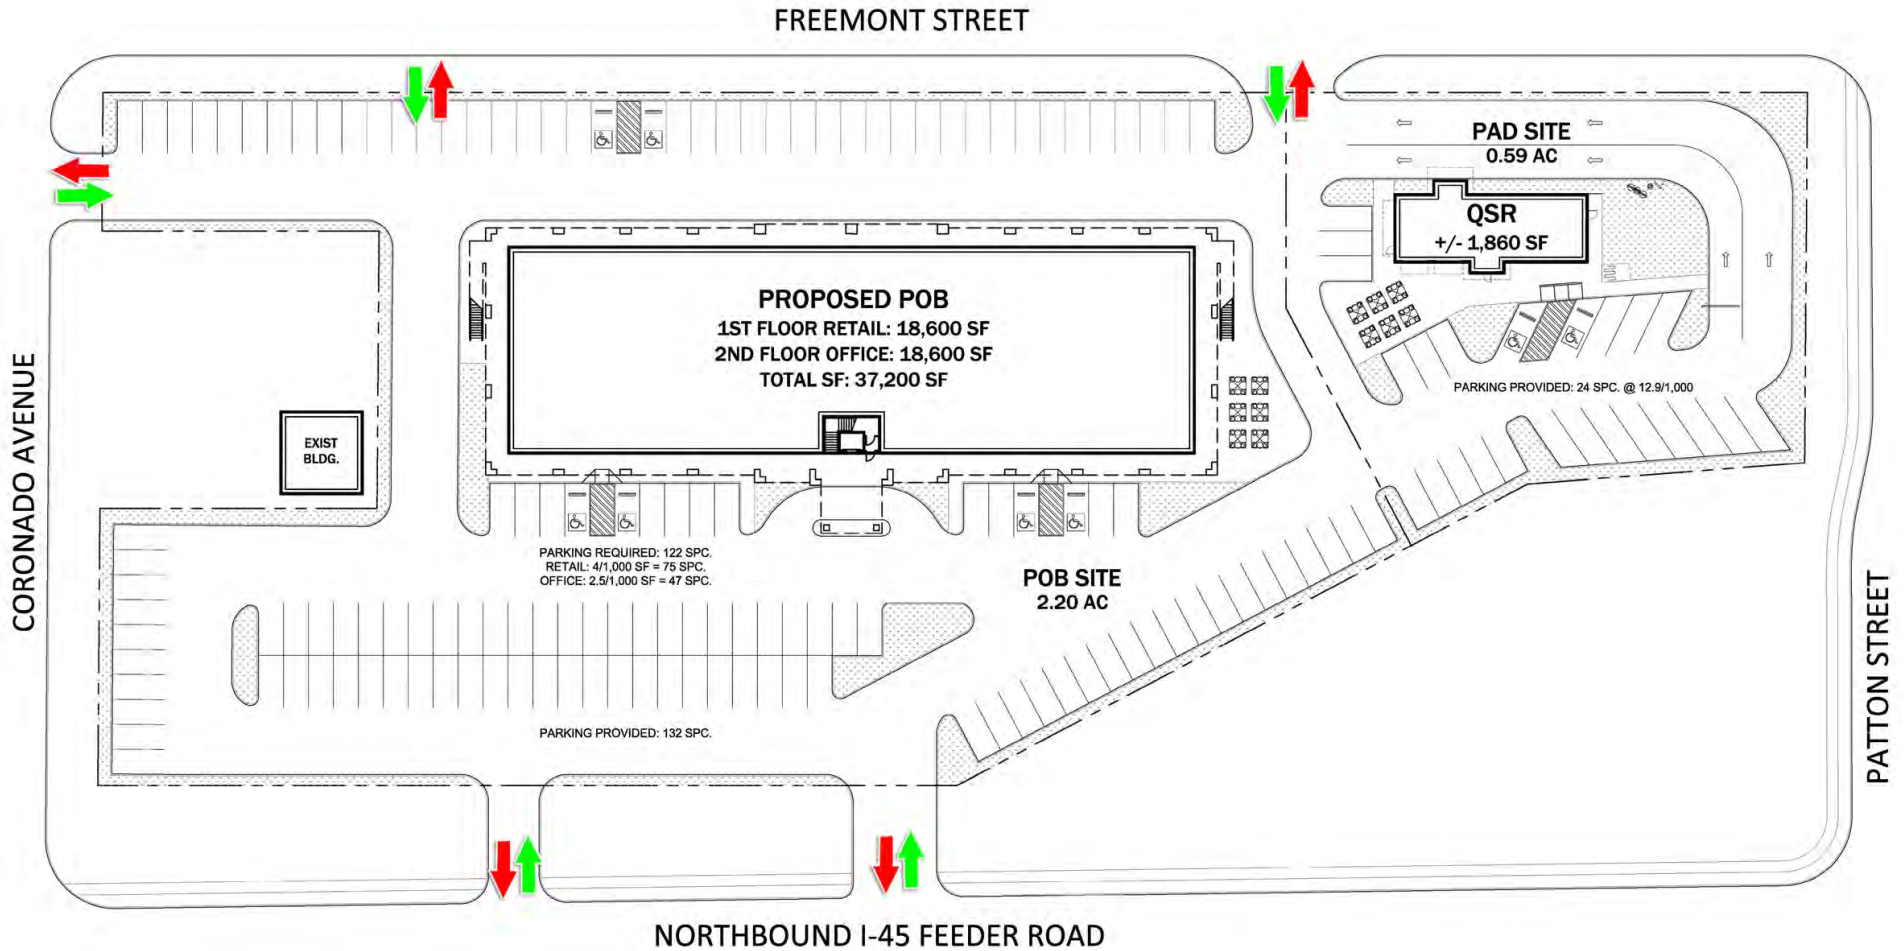 FREEMONT STREET
PAD SITE
0.59 AC
QSR
+/- 1,860 SF
PROPOSED POB
1ST FLOOR RETAIL: 18,600 SF
2ND FLOOR OFFICE: 18,600 SF
TOTAL SF: 37,200 SF
CORONADO AVENUE
EXIST
BLDG.
PARKING PROVIDED: 24 SPC. @ 12.9/1,000
PARKING REQUIRED: 122 SPC.
RETAIL: 4/1,000 SF = 75 SPC.
OFFICE: 2.5/1,000 SF = 47 SPC.
POB SITE
2.20 AC
PATTON STREET
PARKING PROVIDED: 132 SPC.
NORTHBOUND I-45 FEEDER ROAD